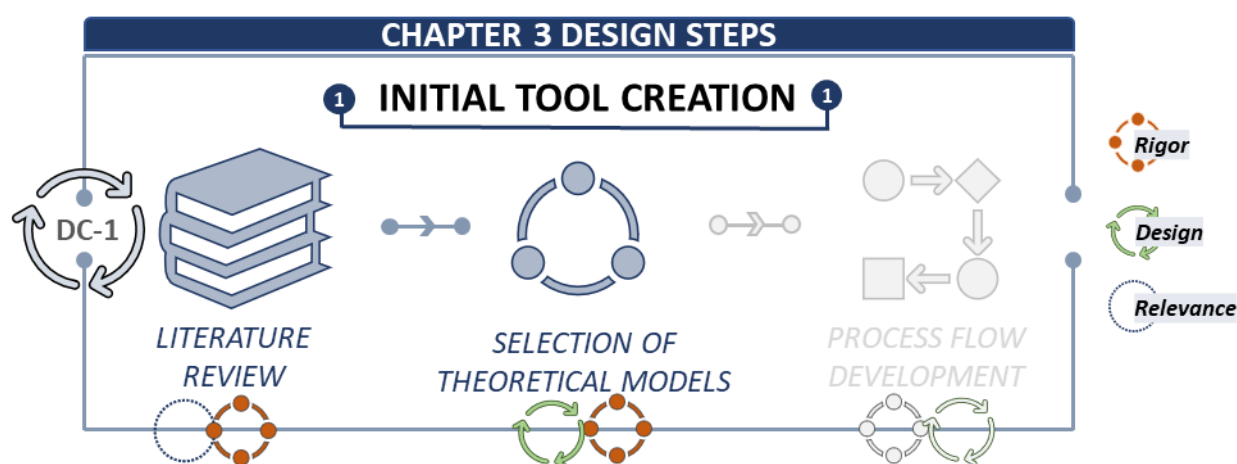 CHAPTER 3 DESIGN STEPS
1 INITIAL TOOL CREATION 1
DC-1
LITERATURE
REVIEW
SELECTION OF
THEORETICAL MODELS
PROCESS FLOW
DEVELOPMENT
Rigor
Design
Relevance